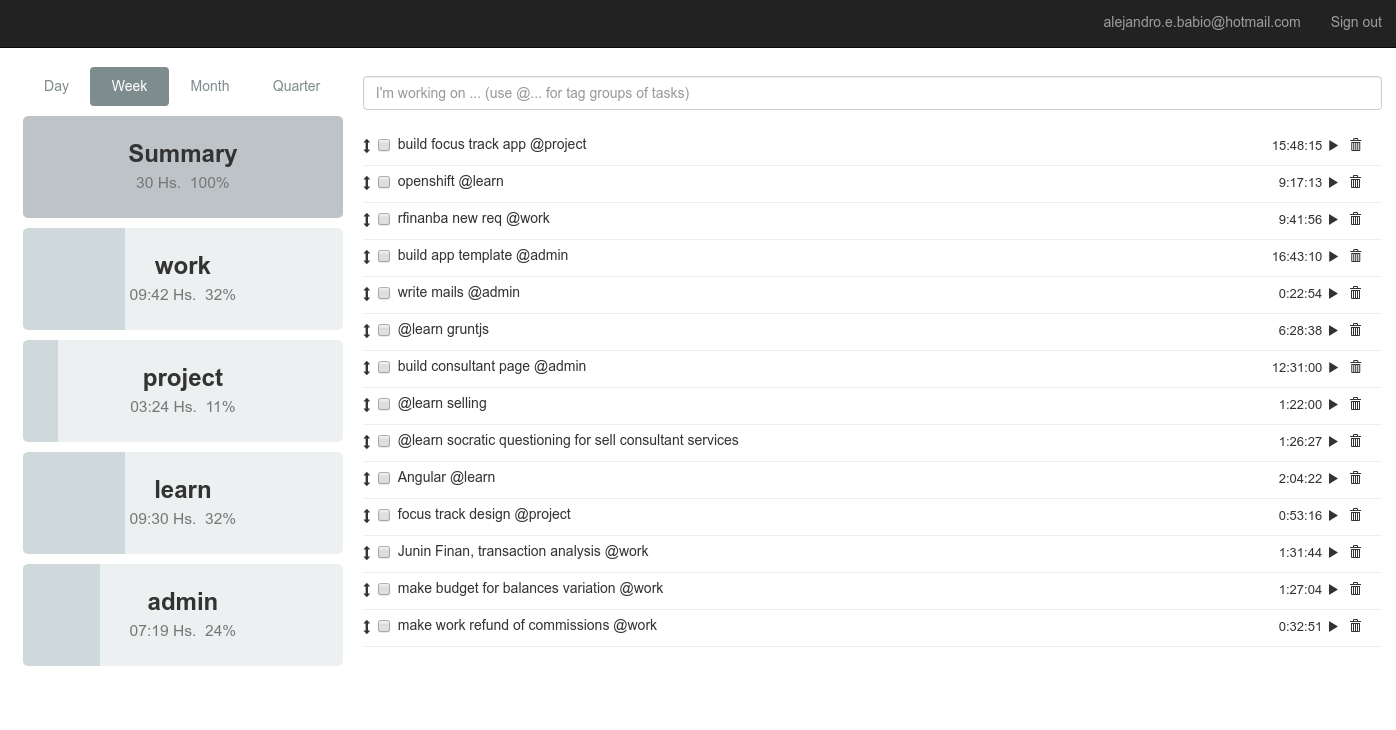 alejandro.e.babio@hotmail.com Sign out
Day Week Month Quarter
I'm working on ... (use @... for tag groups of tasks)
Summary
30 Hs. 100%
work
09:42 Hs. 32%
project
03:24 Hs. 11%
learn
09:30 Hs. 32%
admin
07:19 Hs. 24%
build focus track app @project 15:48:15
openshift @learn 9:17:13
rfinanba new req @work 9:41:56
build app template @admin 16:43:10
write mails @admin 0:22:54
@learn gruntjs 6:28:38
build consultant page @admin 12:31:00
@learn selling 1:22:00
@learn socratic questioning for sell consultant services 1:26:27
Angular @learn 2:04:22
focus track design @project 0:53:16
Junin Finan, transaction analysis @work 1:31:44
make budget for balances variation @work 1:27:04
make work refund of commissions @work 0:32:51